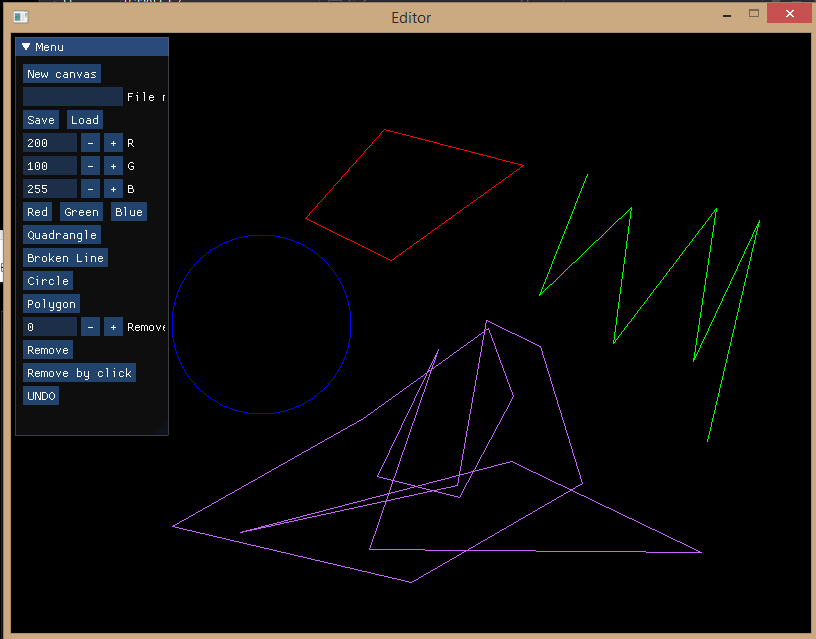 Editor
Menu
New canvas
File
Save Load
200 - + R
100 - + G
255 - + B
Red Green Blue
Quadrangle
Broken Line
Circle
Polygon
0 - + Remove
Remove
Remove by click
UNDO